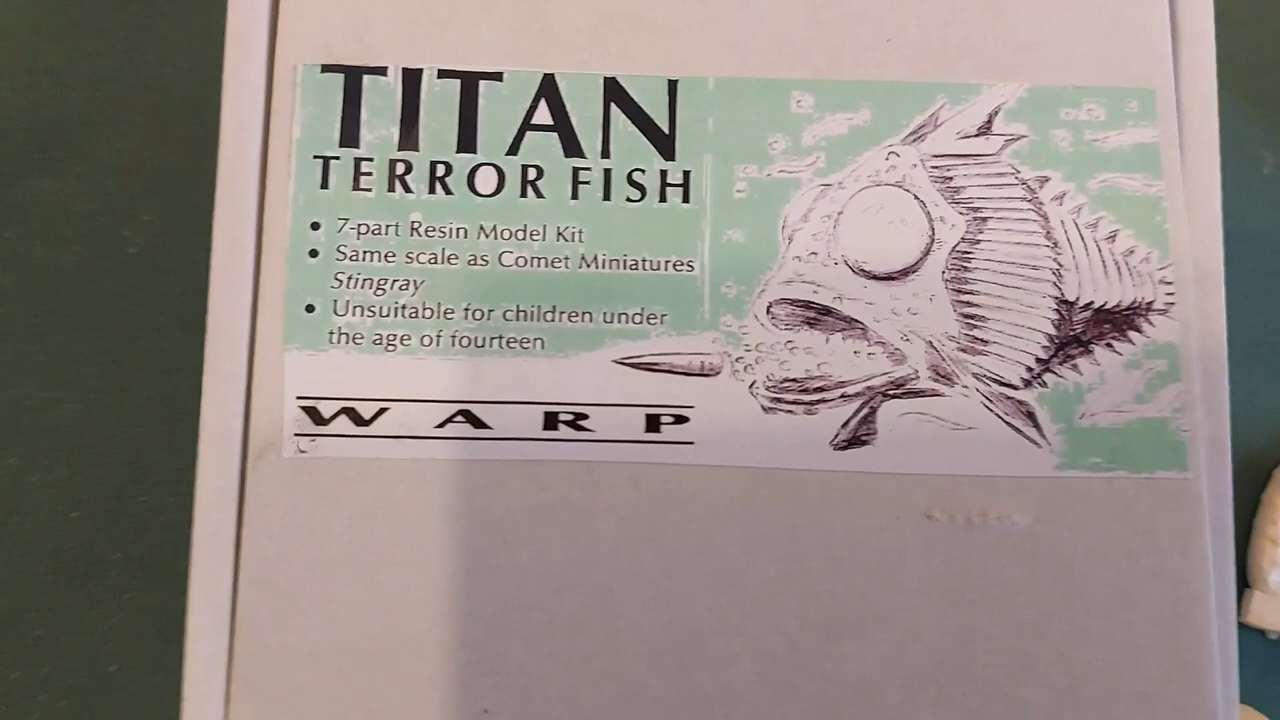 TITAN
TERROR FISH
• 7-part Resin Model Kit
• Same scale as Comet Miniatures
Stingray
• Unsuitable for children under
the age of fourteen
WARP